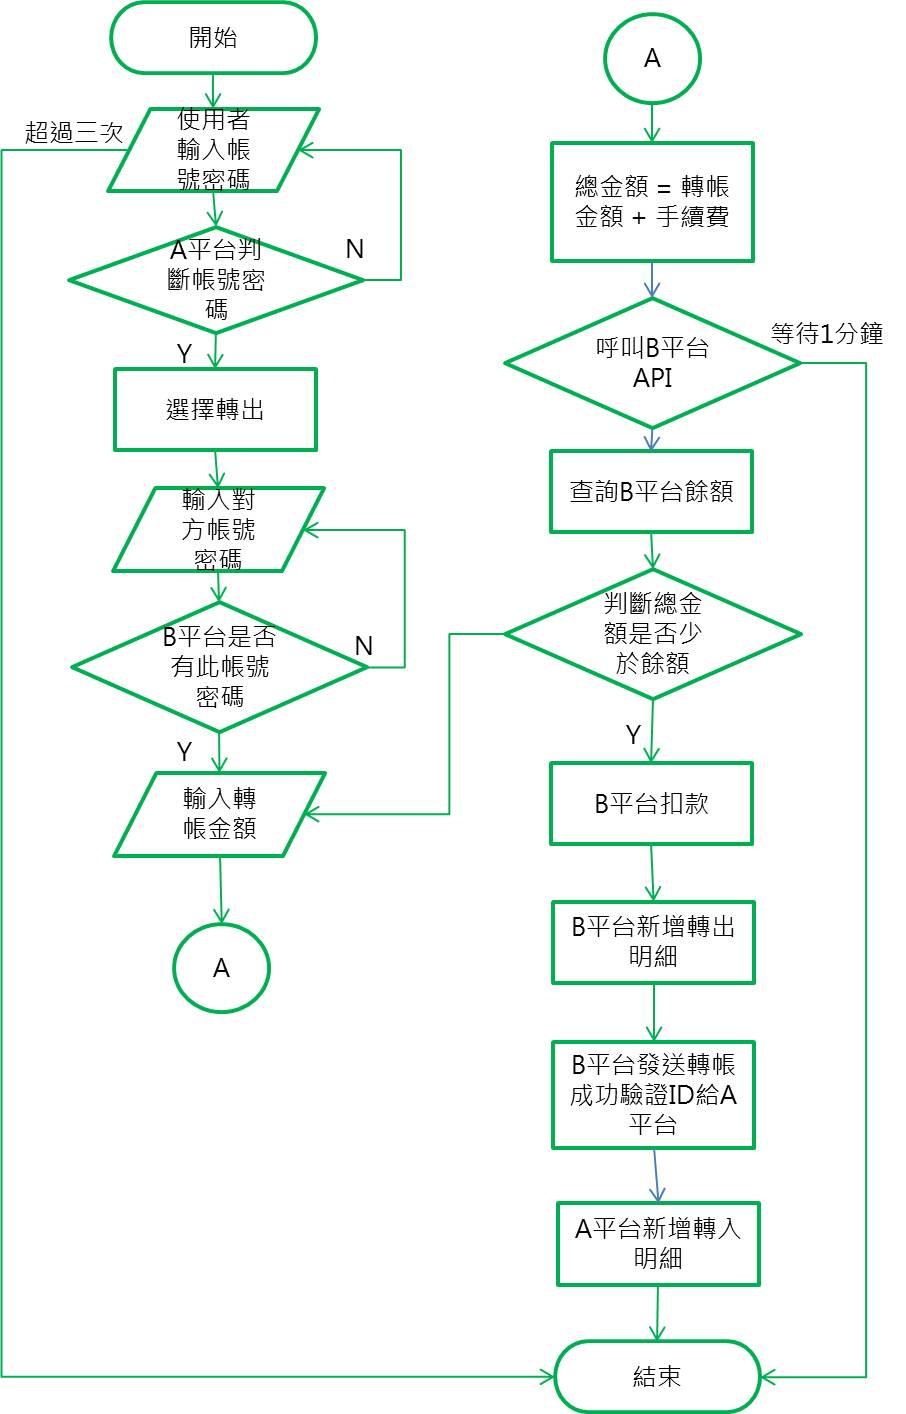 開始
超過三次
使用者
輸入帳
號密碼
A平台判
斷帳號密
碼
N
Y
選擇轉出
輸入對
方帳號
密碼
B平台是否
有此帳號
密碼
N
Y
輸入轉
帳金額
A
A
總金額 = 轉帳
金額 + 手續費
呼叫B平台
API
等待1分鐘
查詢B平台餘額
判斷總金
額是否少
於餘額
Y
B平台扣款
B平台新增轉出
明細
B平台發送轉帳
成功驗證ID給A
平台
A平台新增轉入
明細
結束